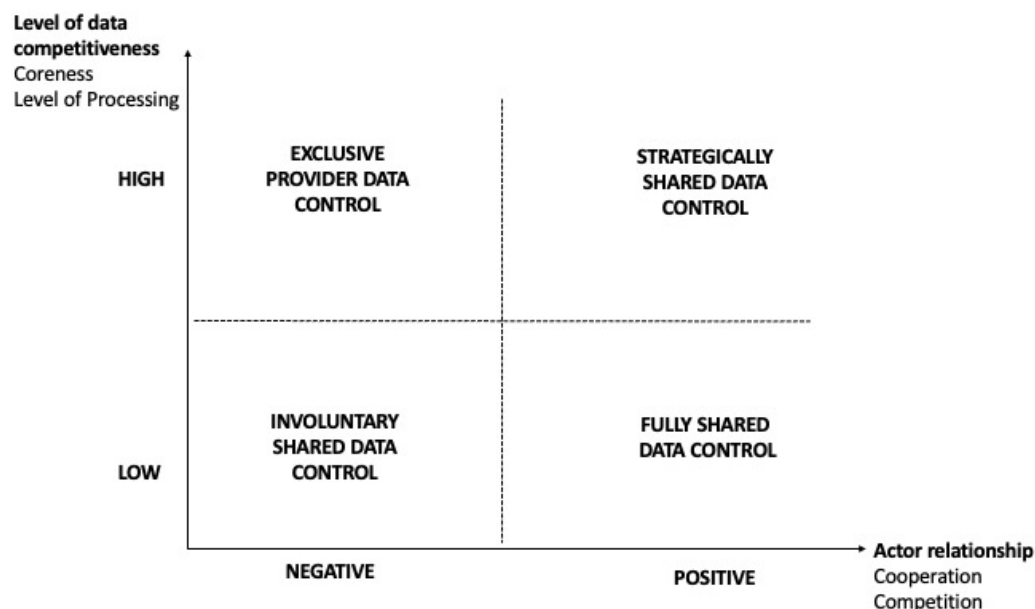 Level of data
competitiveness
Coreness
Level of Processing
HIGH
EXCLUSIVE
PROVIDER DATA
CONTROL
STRATEGICALLY
SHARED DATA
CONTROL
LOW
INVOLUNTARY
SHARED DATA
CONTROL
FULLY SHARED
DATA CONTROL
NEGATIVE
POSITIVE
Actor relationship
Cooperation
Competition